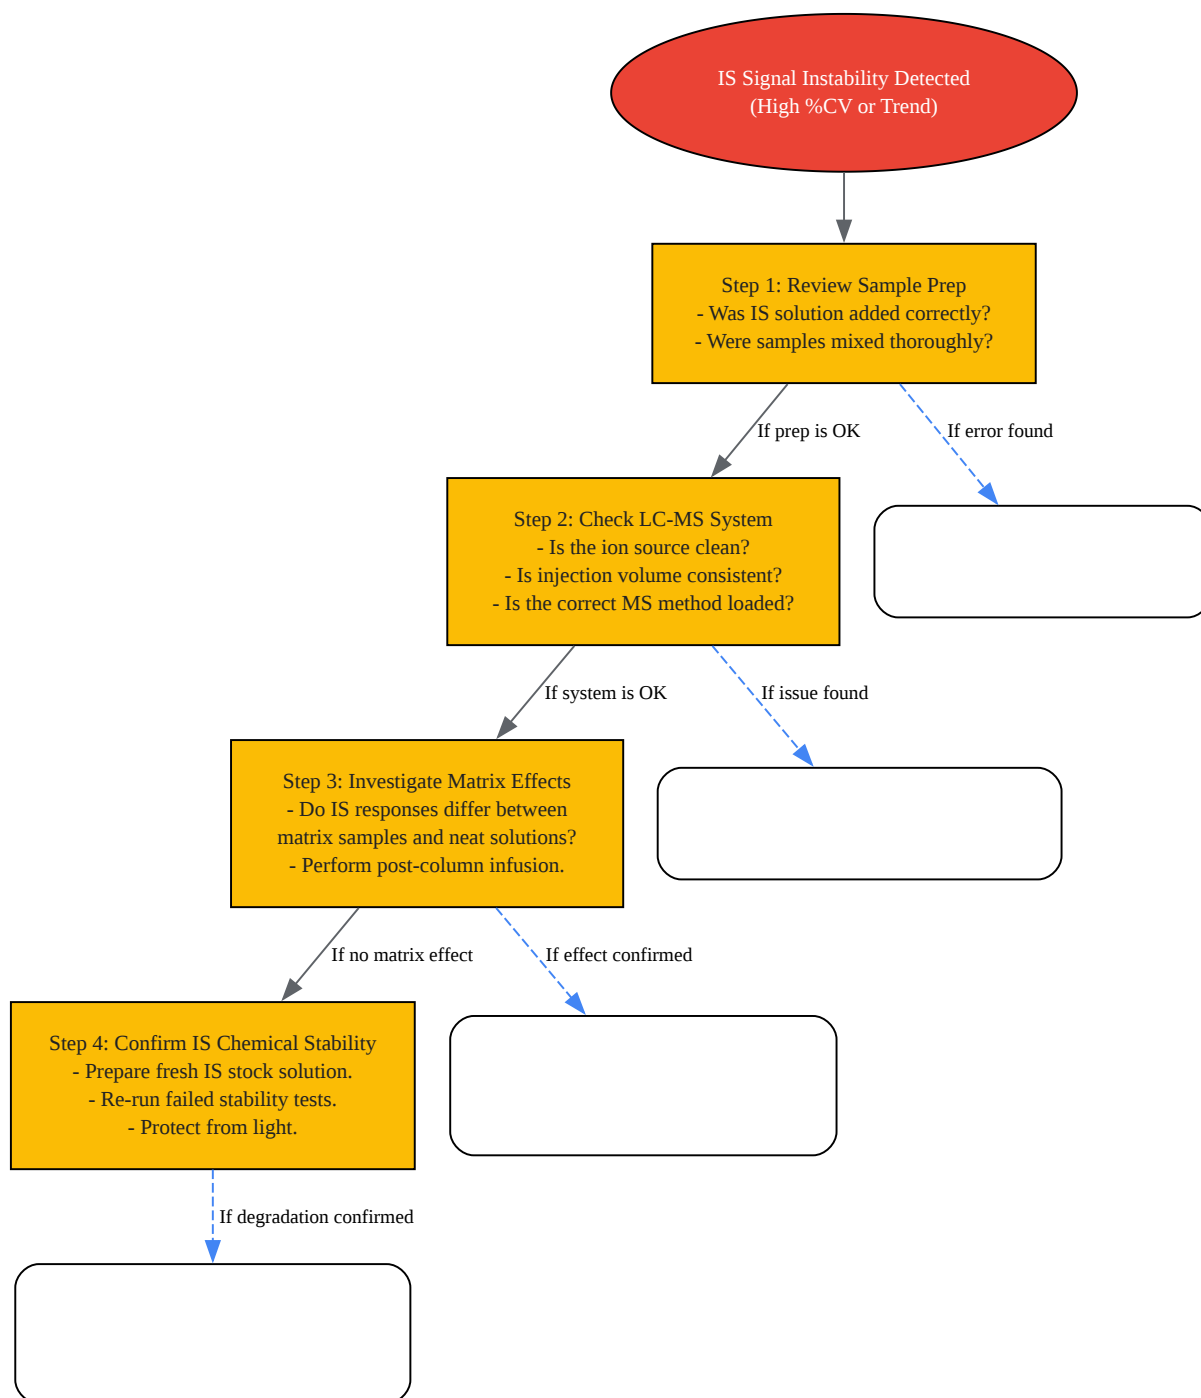 IS Signal Instability Detected
(High %CV or Trend)
Step 1: Review Sample Prep
- Was IS solution added correctly?
- Were samples mixed thoroughly?
If prep is OK
If error found
Step 2: Check LC-MS System
- Is the ion source clean?
- Is injection volume consistent?
- Is the correct MS method loaded?
If system is OK
If issue found
Step 3: Investigate Matrix Effects
- Do IS responses differ between
matrix samples and neat solutions?
- Perform post-column infusion.
If no matrix effect
If effect confirmed
Step 4: Confirm IS Chemical Stability
- Prepare fresh IS stock solution.
- Re-run failed stability tests.
- Protect from light.
If degradation confirmed